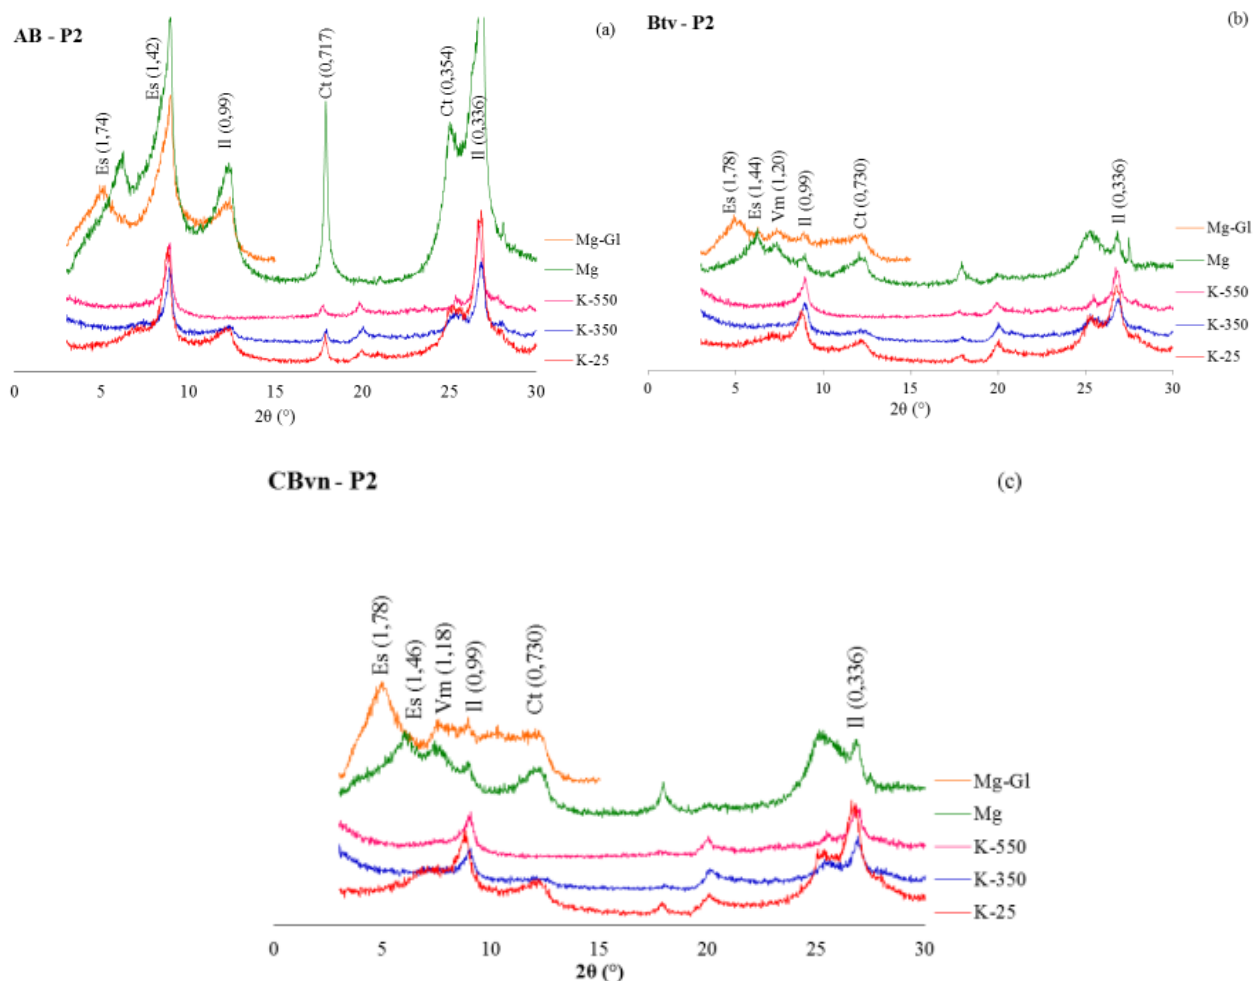 AB - P2
(a)
Es (1,74)
Es (1,42)
Il (0,99)
Ct (0,717)
Ct (0,354)
Il (0,336)
Mg-Gl
Mg
K-550
K-350
K-25
0 5 10 15 20 25 30
2θ (°)
Btv - P2
(b)
Es (1,78)
Es (1,44)
Vm (1,20)
Il (0,99)
Ct (0,730)
Il (0,336)
Mg-Gl
Mg
K-550
K-350
K-25
0 5 10 15 20 25 30
2θ (°)
CBvn - P2
(c)
Es (1,78)
Es (1,46)
Vm (1,18)
Il (0,99)
Ct (0,730)
Il (0,336)
Mg-Gl
Mg
K-550
K-350
K-25
0 5 10 15 20 25 30
2θ (°)